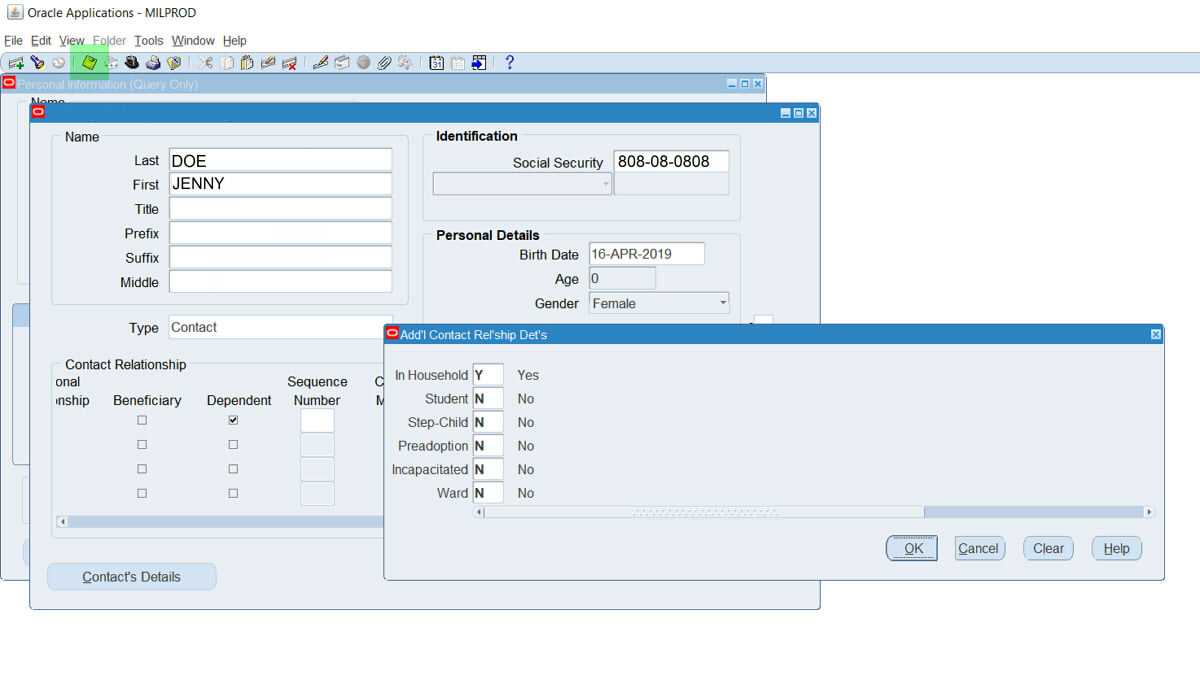 Oracle Applications - MILPROD
File Edit View Folder Tools Window Help
Personal Information (Query Only)
Name
Name
Last DOE
First JENNY
Title
Prefix
Suffix
Middle
Type Contact
Identification
Social Security 808-08-0808
Personal Details
Birth Date 16-APR-2019
Age 0
Gender Female
Contact Relationship
onal
nship Beneficiary Dependent
Sequence
Number
C
M
Contact's Details
Add'l Contact Rel'ship Det's
In Household Y Yes
Student N No
Step-Child N No
Preadoption N No
Incapacitated N No
Ward N No
OK Cancel Clear Help